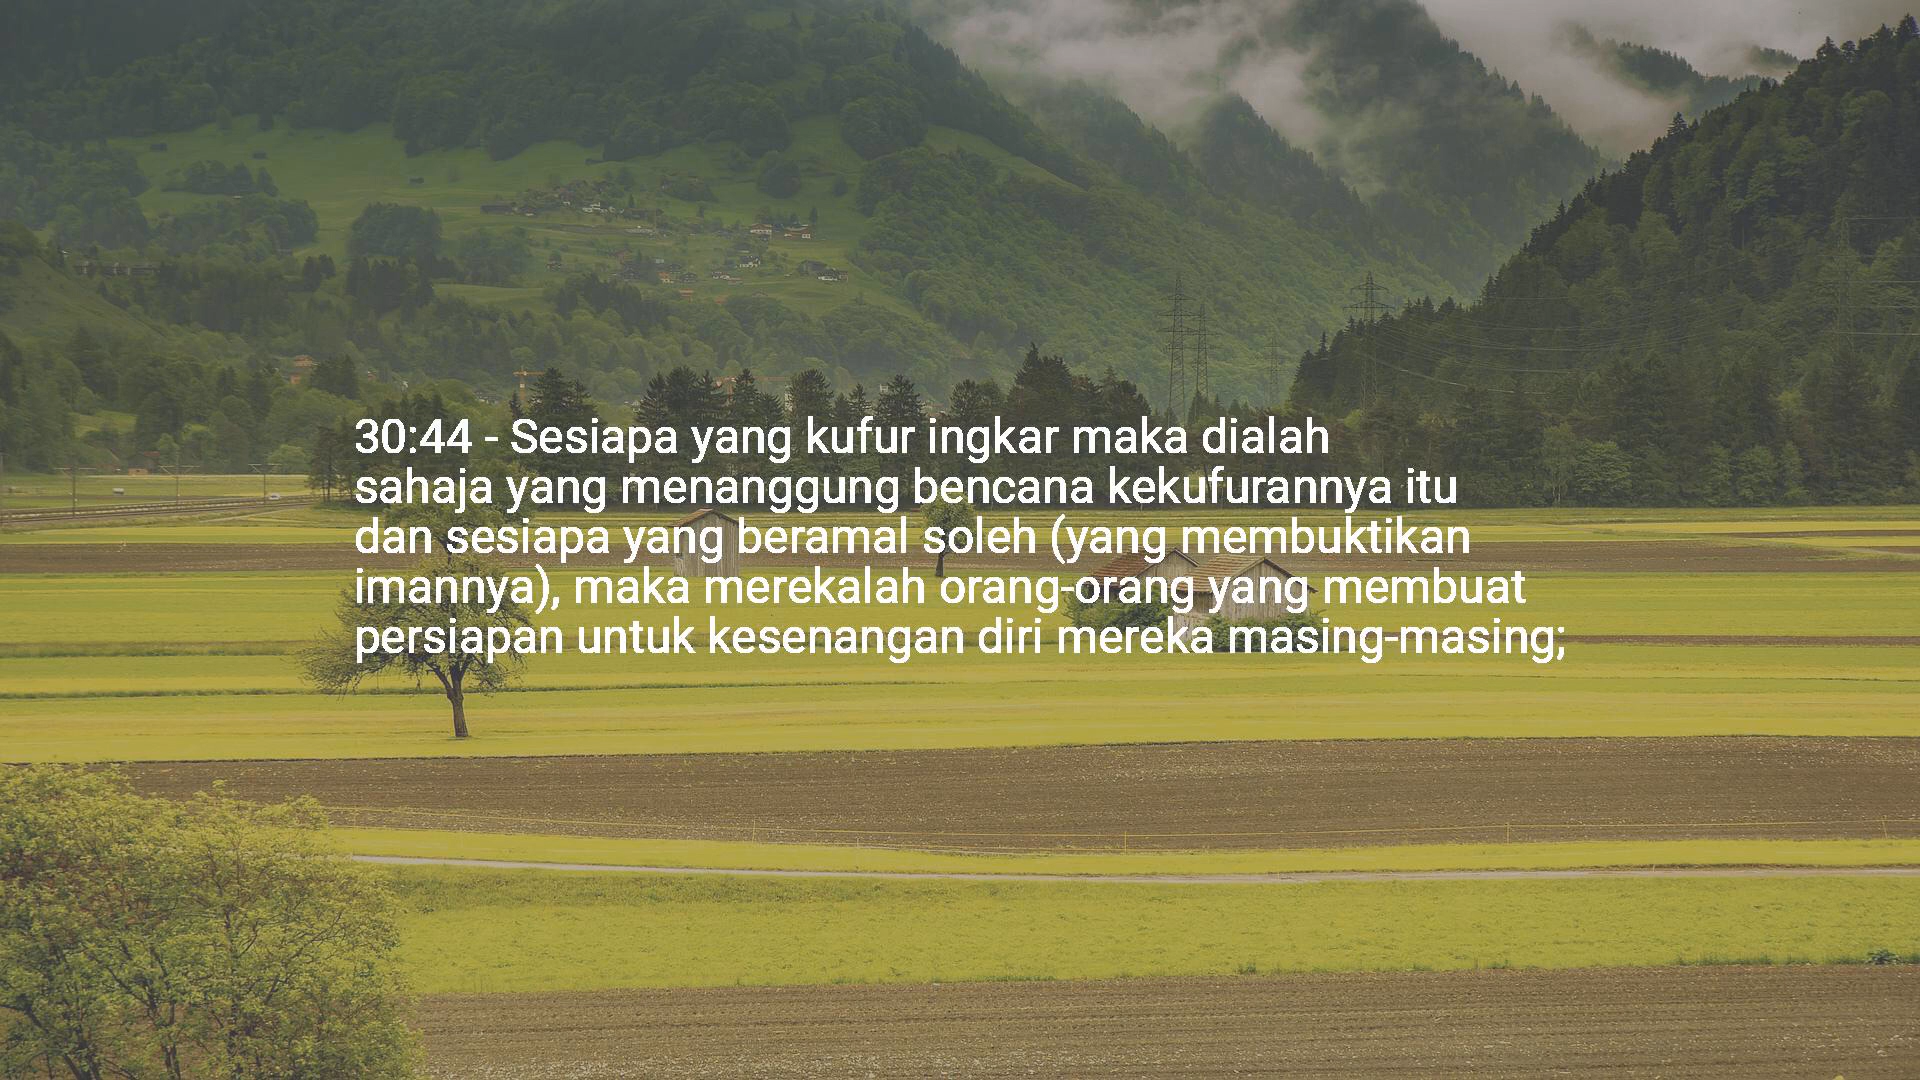 30:44 - Sesiapa yang kufur ingkar maka dialah
sahaja yang menanggung bencana kekufurannya itu
dan sesiapa yang beramal soleh (yang membuktikan
imannya), maka merekalah orang-orang yang membuat
persiapan untuk kesenangan diri mereka masing-masing;